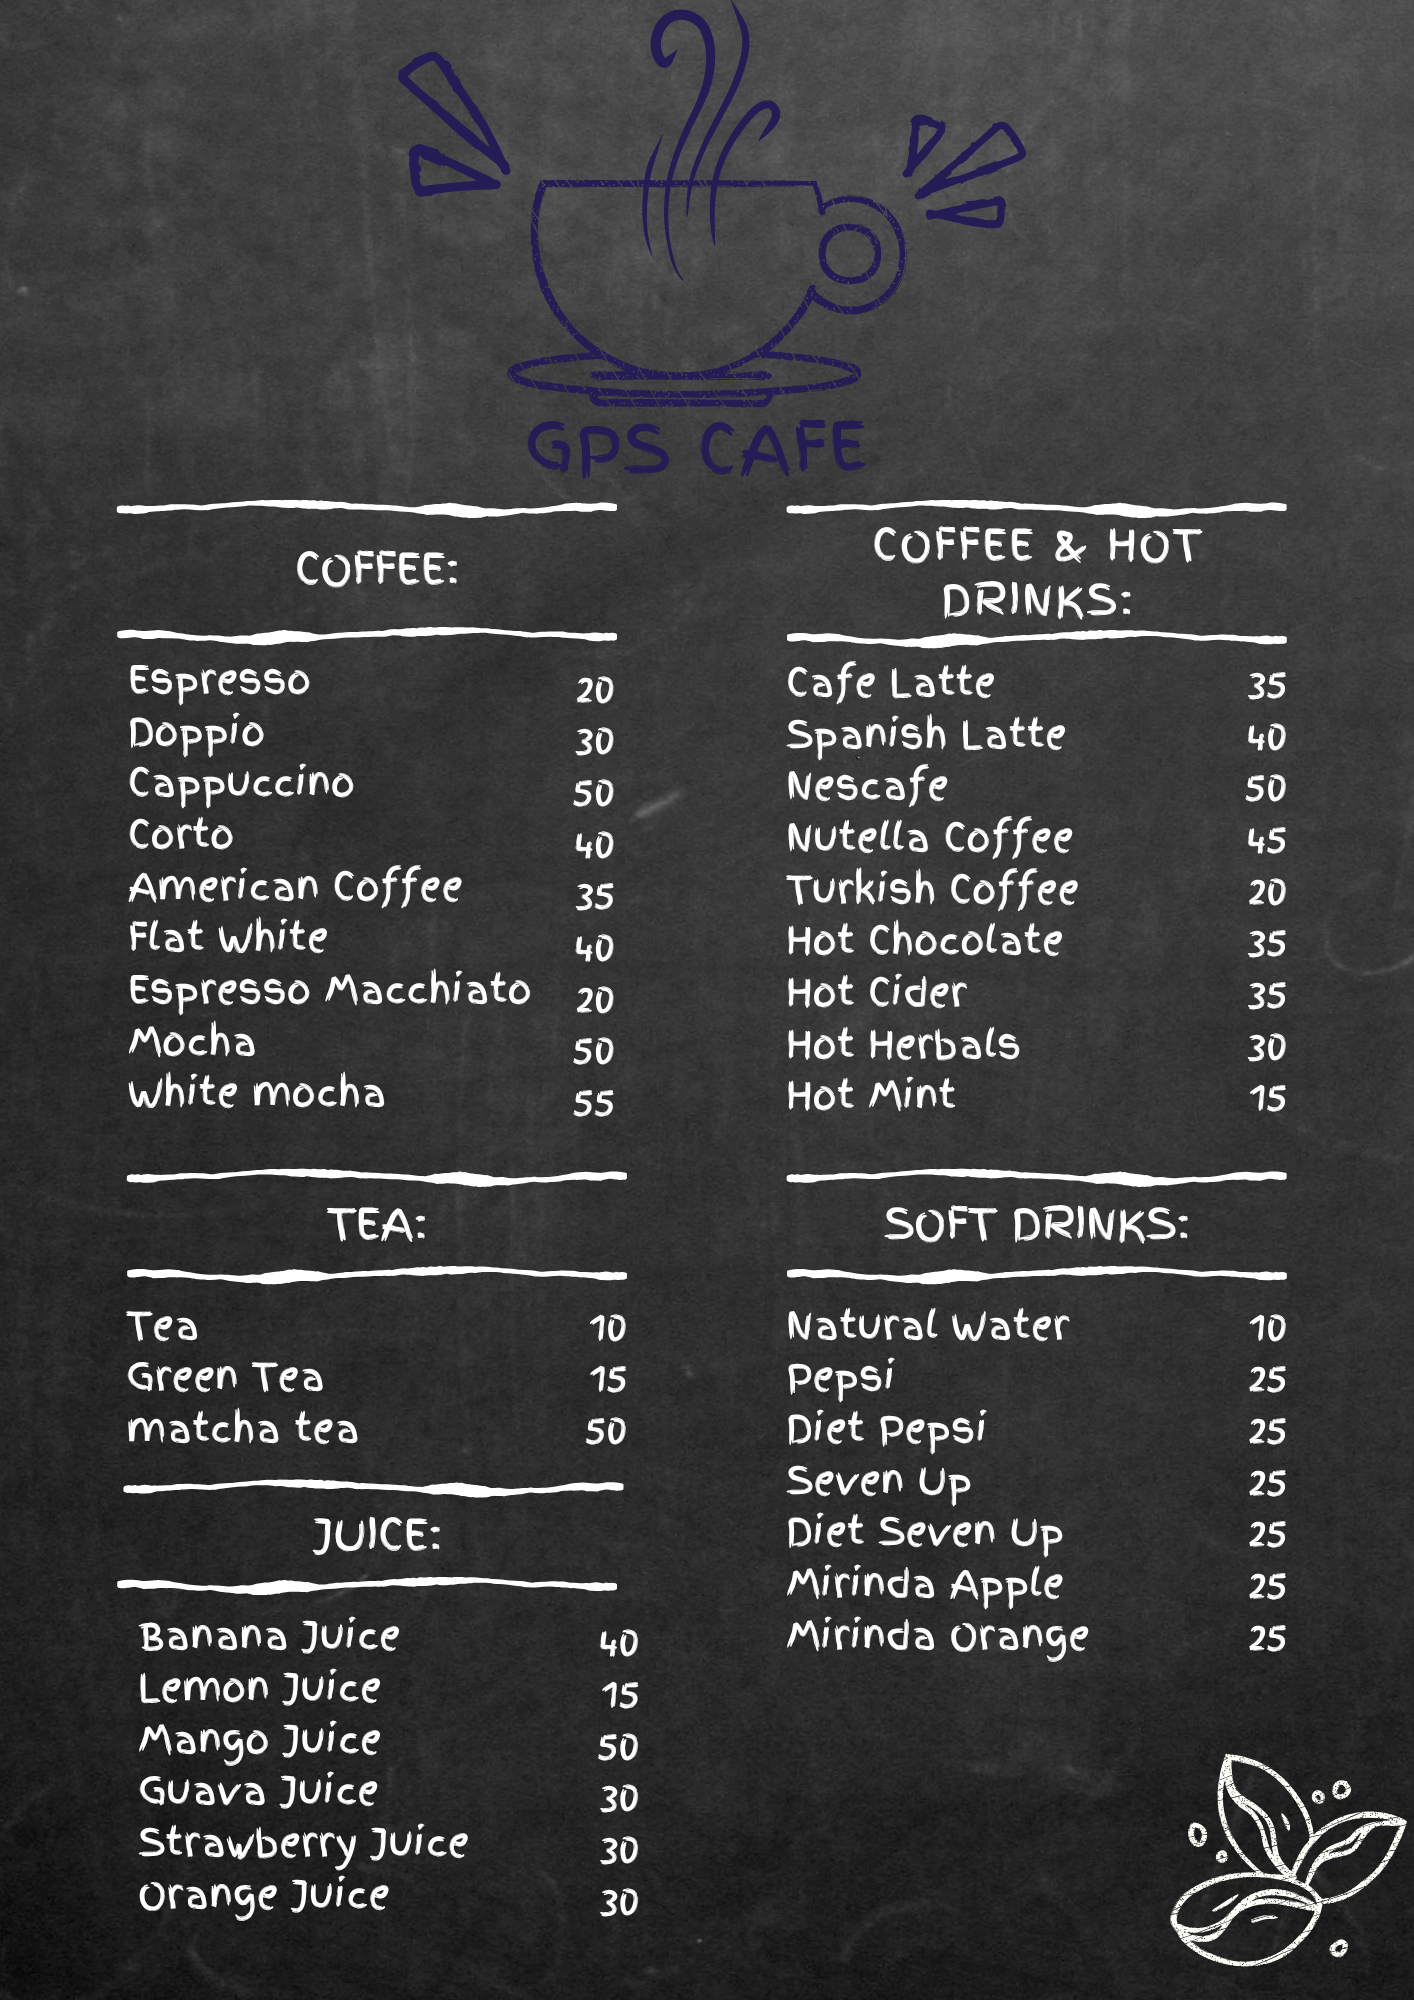 GPS CAFE
COFFEE:
Espresso 20
Doppio 30
Cappuccino 50
Corto 40
American Coffee 35
Flat White 40
Espresso Macchiato 20
Mocha 50
White mocha 55
TEA:
Tea 10
Green Tea 15
matcha tea 50
JUICE:
Banana Juice 40
Lemon Juice 15
Mango Juice 50
Guava Juice 30
Strawberry Juice 30
Orange Juice 30
COFFEE & HOT
DRINKS:
Cafe Latte 35
Spanish Latte 40
Nescafe 50
Nutella Coffee 45
Turkish Coffee 20
Hot Chocolate 35
Hot Cider 35
Hot Herbals 30
Hot Mint 15
SOFT DRINKS:
Natural Water 10
Pepsi 25
Diet Pepsi 25
Seven Up 25
Diet Seven Up 25
Mirinda Apple 25
Mirinda Orange 25